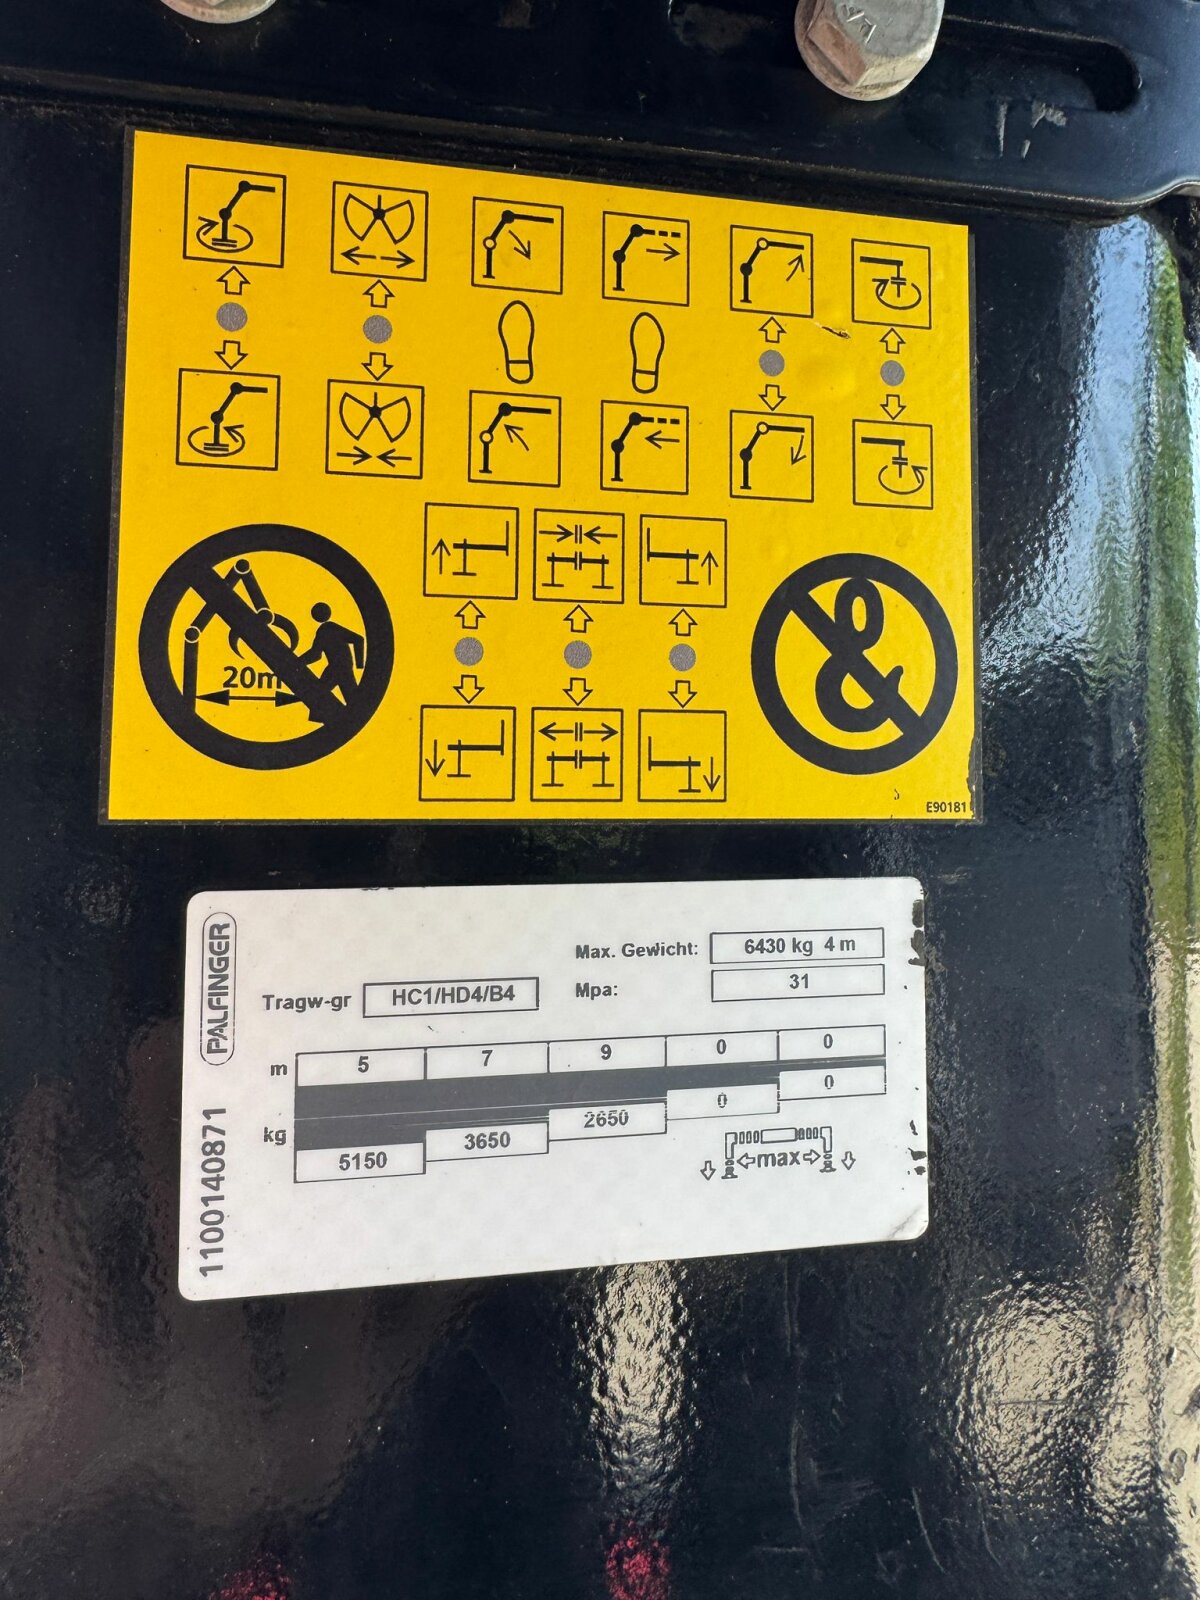 20m
E90181
PALFINGER
1100140871
Max. Gewicht: 6430 kg 4 m
Tragw-gr HC1/HD4/B4 Mpa: 31
m 5 7 9 0 0
kg 5150 3650 2650 0 0
max